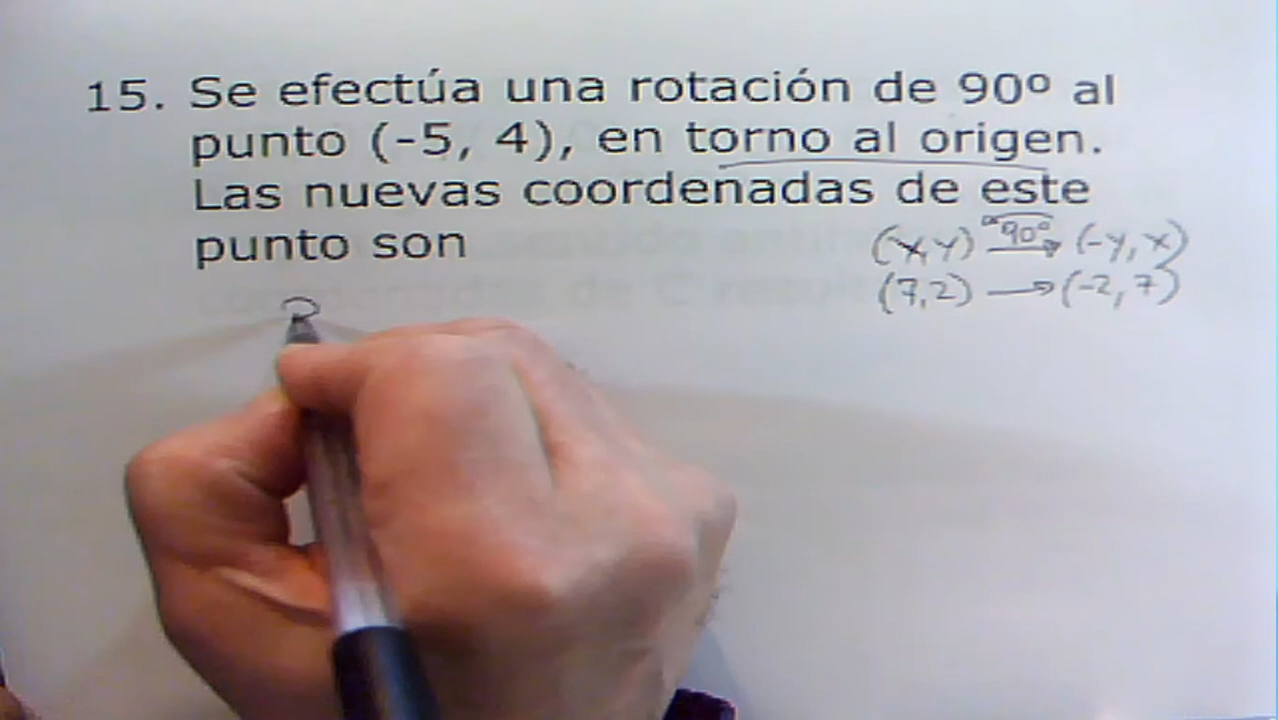 15. Se efectúa una rotación de 90º al
punto (-5, 4), en torno al origen.
Las nuevas coordenadas de este
punto son
(x,y) 90° (-y,x)
(7,2) → (-2,7)